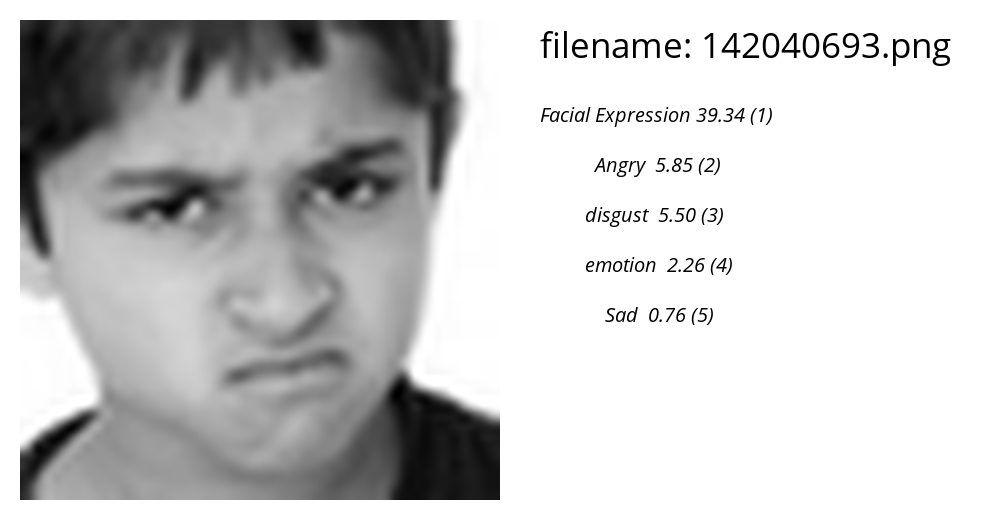 filename: 142040693.png
Facial Expression 39.34 (1)
Angry 5.85 (2)
disgust 5.50 (3)
emotion 2.26 (4)
Sad 0.76 (5)